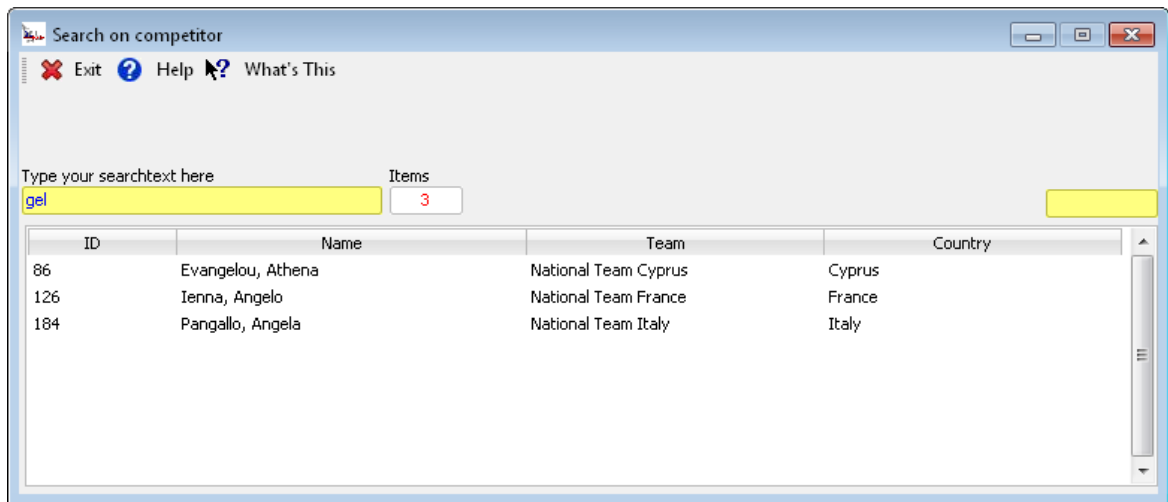 Search on competitor
Exit Help What's This
Type your searchtext here Items
gel 3
ID Name Team Country
86 Evangelou, Athena National Team Cyprus Cyprus
126 Ienna, Angelo National Team France France
184 Pangallo, Angela National Team Italy Italy